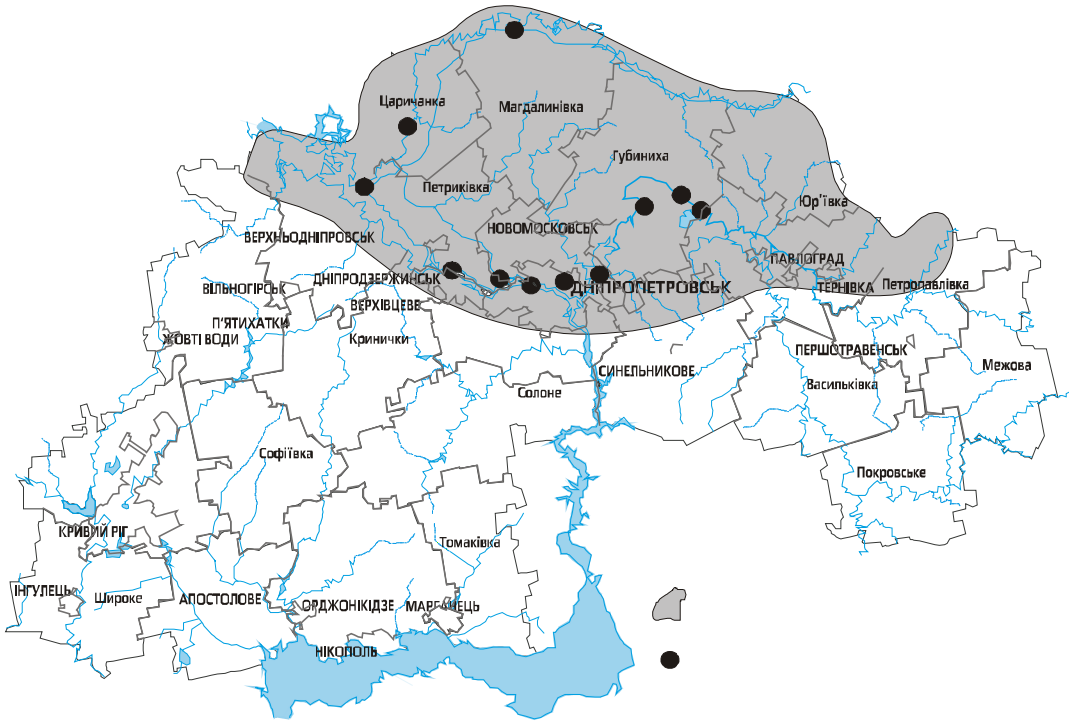 Царичанка
Магдалинівка
Губиниха
Петриківка
Юр'ївка
НОВОМОСКОВСЬК
ВЕРХНЬОДНІПРОВСЬК
ПАВЛОГРАД
ДНІПРОДЗЕРЖИНСЬК
ДНІПРОПЕТРОВСЬК
ТЕРНІВКА
Петропавлівка
ВІЛЬНОГІРСЬК
ВЕРХІВЦЕВЕ
П'ЯТИХАТКИ
ЖОВТІ ВОДИ
Кринички
ПЕРШОТРАВЕНСЬК
Межова
СИНЕЛЬНИКОВЕ
Васильківка
Солоне
Софіївка
Покровське
КРИВИЙ РІГ
Томаківка
ІНГУЛЕЦЬ
Широке
АПОСТОЛОВЕ
ОРДЖОНІКІДЗЕ
МАРГАНЕЦЬ
НІКОПОЛЬ